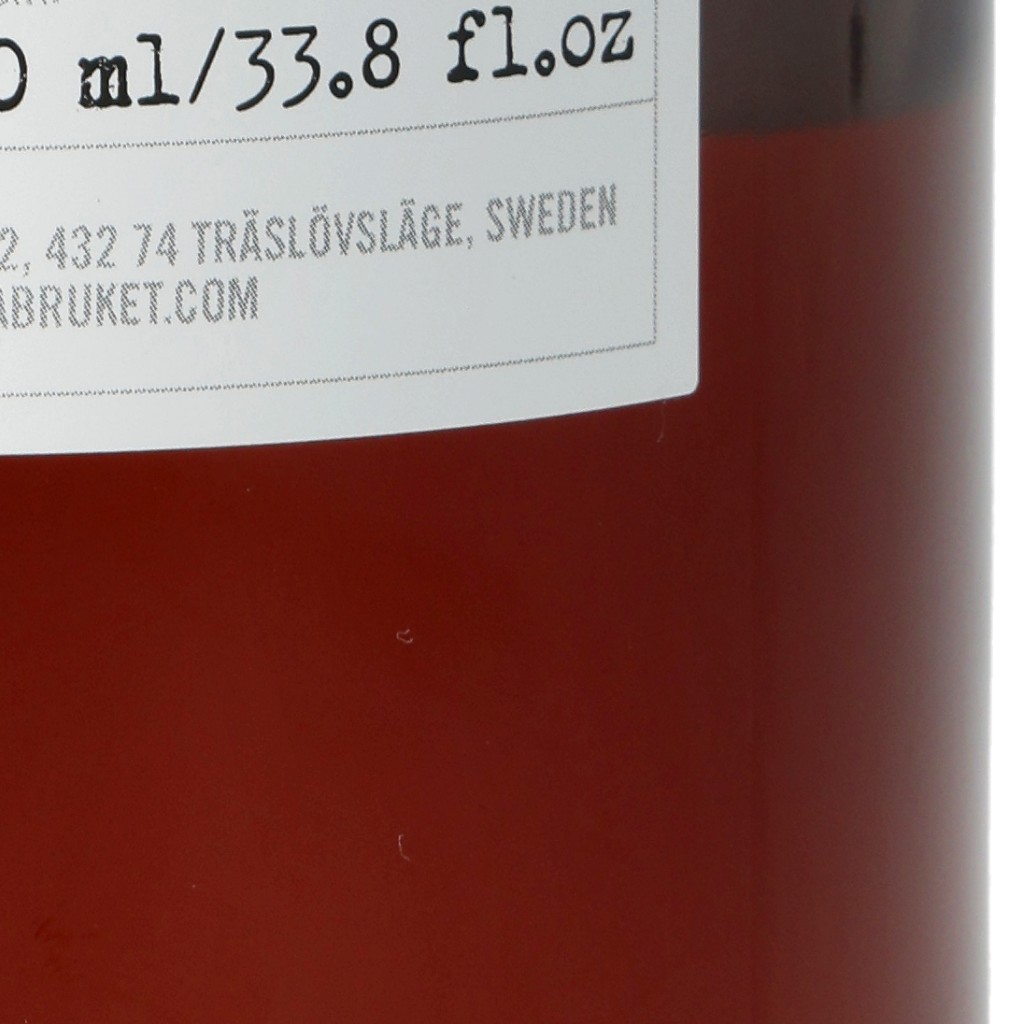 0 ml/33.8 fl.oz
2, 432 74 TRÄSLÖVSLÄGE, SWEDEN
ABRUKET.COM